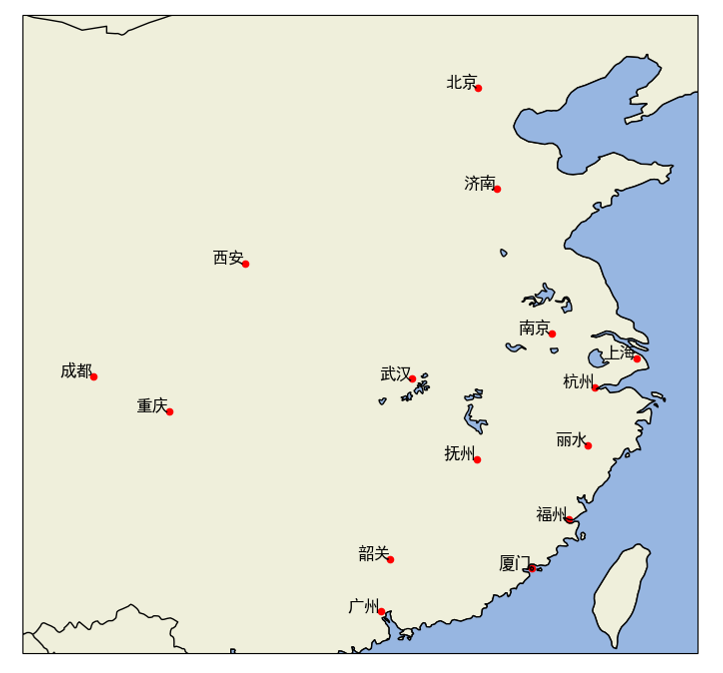 北京
济南
西安
南京
上海
成都
武汉
杭州
重庆
丽水
抚州
福州
韶关
厦门
广州